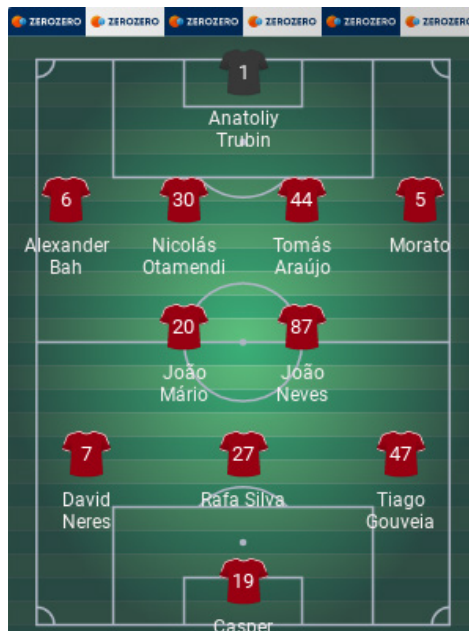 ZEROZERO ZEROZERO ZEROZERO ZEROZERO ZEROZERO ZEROZERO
1
Anatoliy
Trubin
6 30 44 5
Alexander Nicolás Tomás Morato
Bah Otamendi Araújo
20 87
João João
Mário Neves
7 27 47
David Rafa Silva Tiago
Neres Gouveia
19
Casper